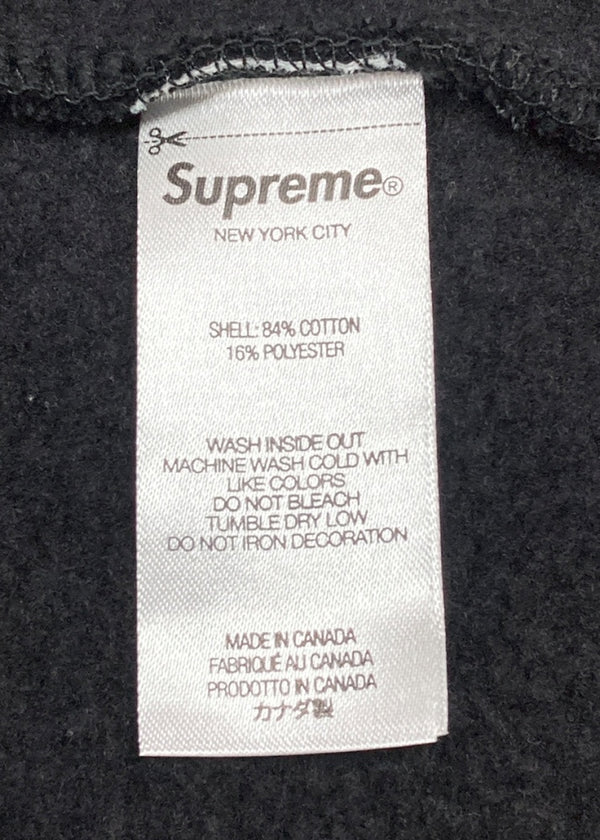 Supreme®
NEW YORK CITY
SHELL: 84% COTTON
16% POLYESTER
WASH INSIDE OUT
MACHINE WASH COLD WITH
LIKE COLORS
DO NOT BLEACH
TUMBLE DRY LOW
DO NOT IRON DECORATION
MADE IN CANADA
FABRIQUÉ AU CANADA
PRODOTTO IN CANADA
カナダ製